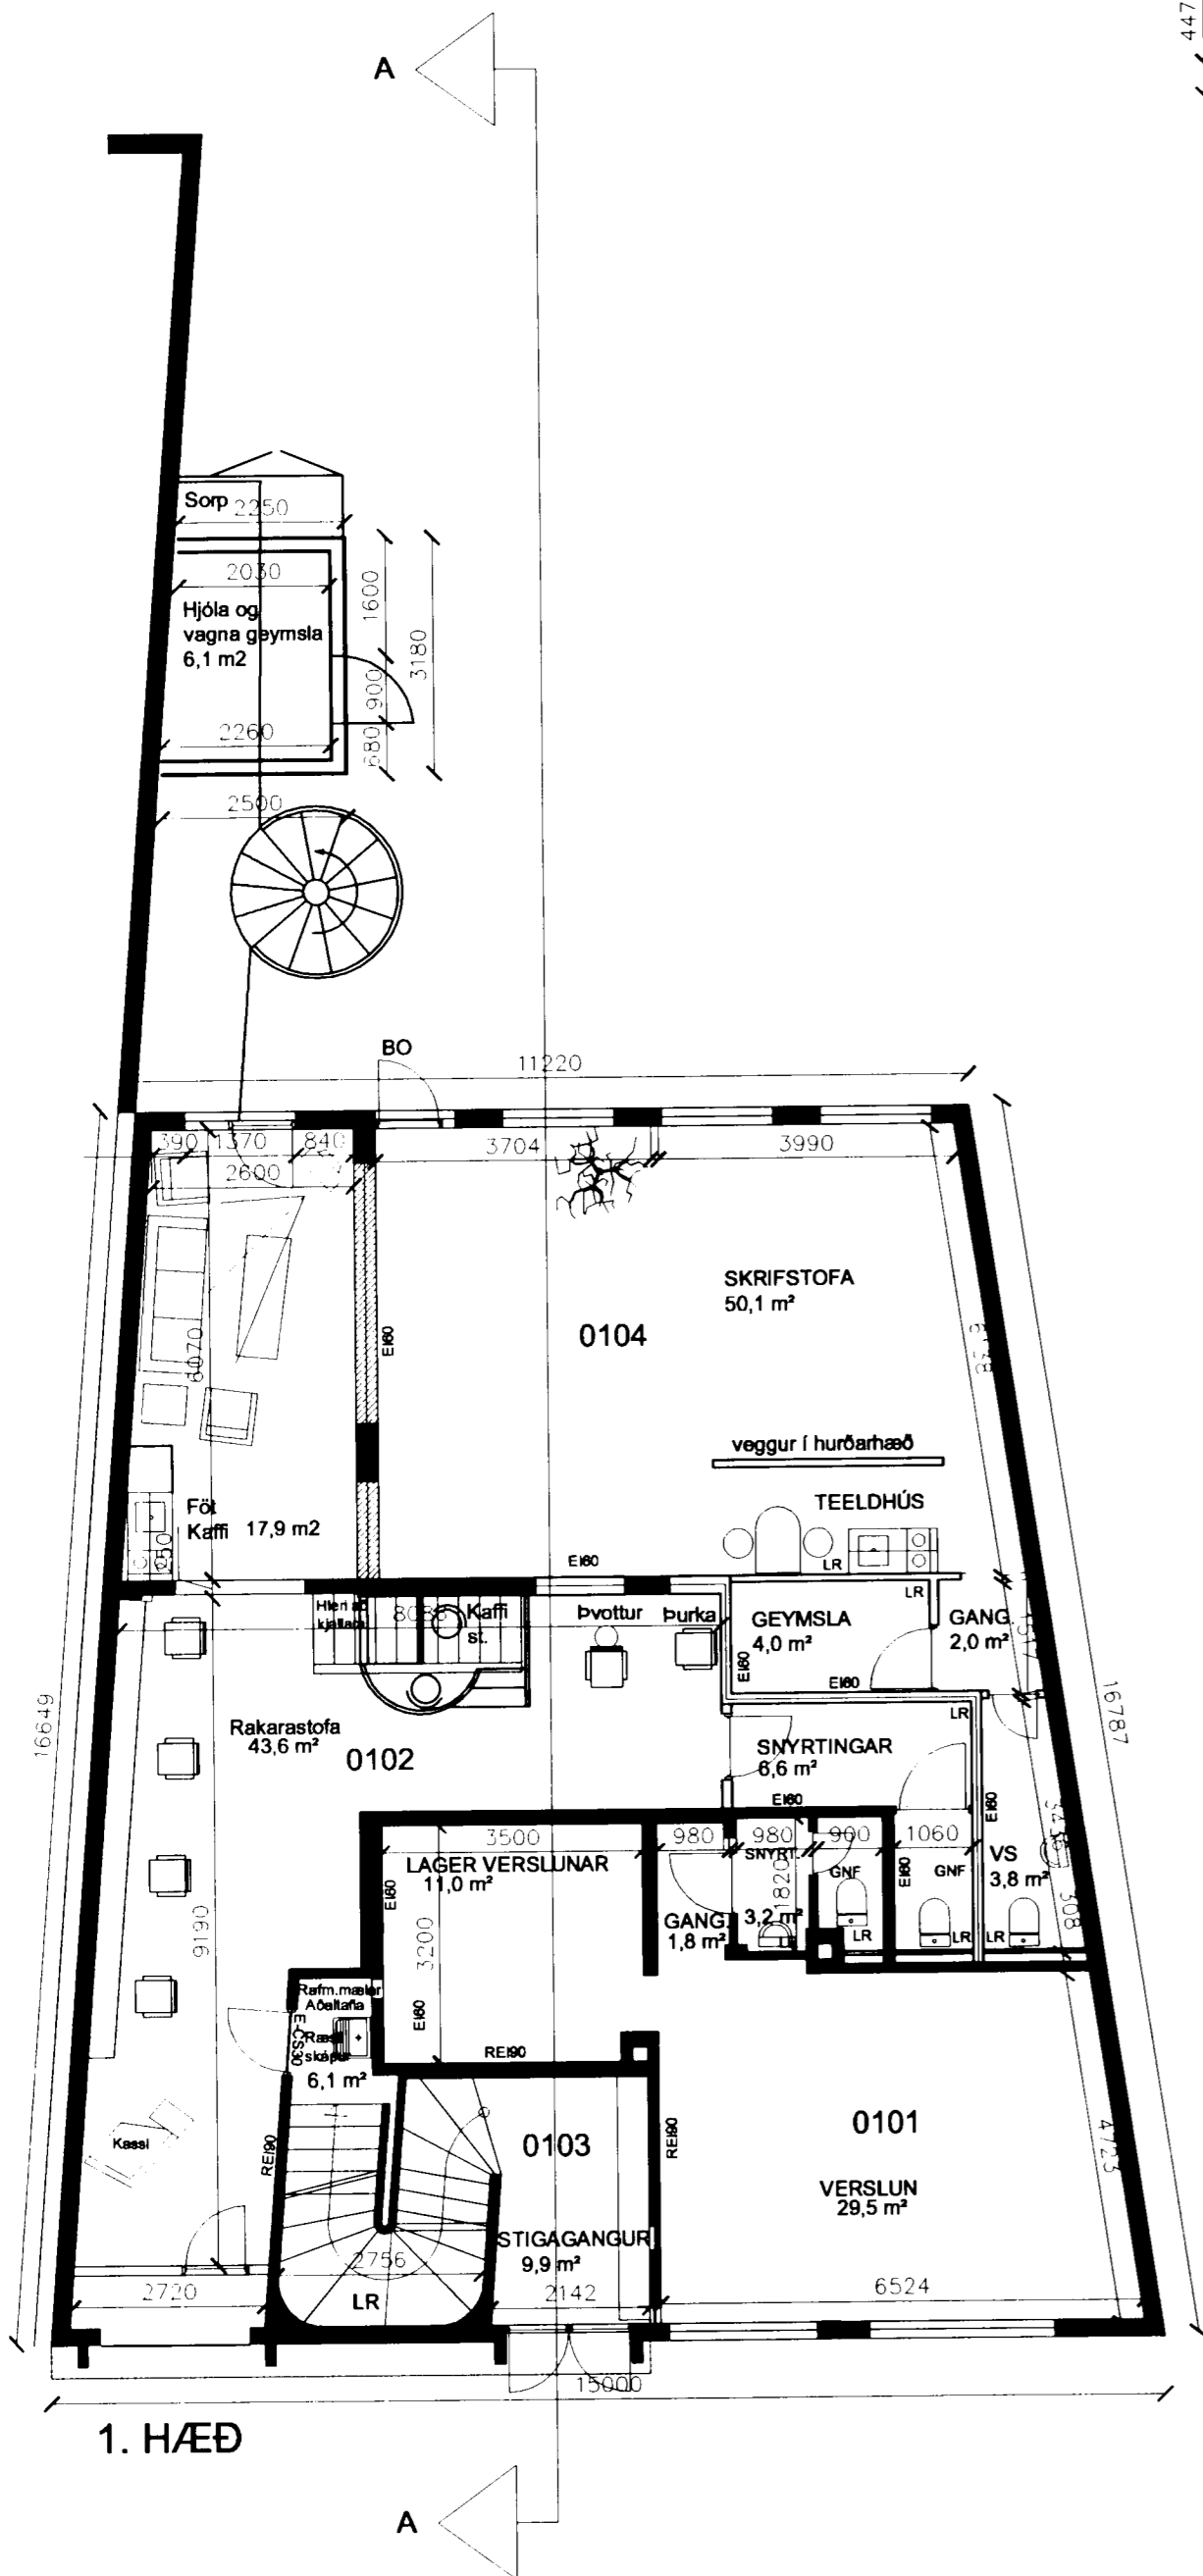 447
A
Sorp
2250
2030
1600
Hjóla og
vagna geymsla
6,1 m2
3180
900
2260
680
2500
BO
11220
390 1370 840
3704
3990
2600
SKRIFSTOFA
50,1 m²
0104
EI60
veggur í hurðarhæð
TEELDHÚS
LR
Föt
Kaffi 17,9 m2
250
EI60
LR
Kaffi
st.
Þvottur
Þurka
GEYMSLA
4,0 m²
GANG
2,0 m²
EI60
EI60
16649
16787
Rakarastofa
43,6 m²
0102
LR
SNYRTINGAR
6,6 m²
EI60
EI60
3500
980
980
900
1060
LAGER VERSLUNAR
11,0 m²
SNYRT.
GNF
GNF
VS
3,8 m²
EI60
EI60
1820
GANG
1,8 m²
3,2 m²
LR
LR
LR
308
9190
3200
EI60
Rafm.mælar
Aðaltafla
REI90
6,1 m²
0101
4723
0103
Kassi
REI90
REI90
VERSLUN
29,5 m²
STIGAGANGUR
9,9 m²
2756
2720
LR
2142
6524
15000
1. HÆÐ
A